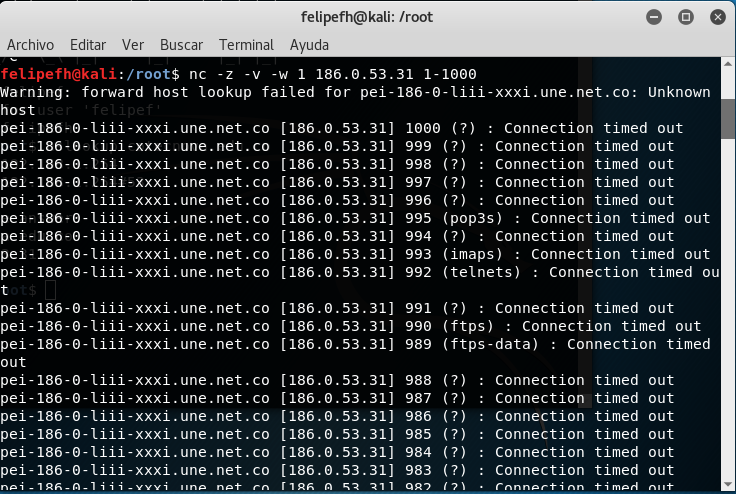 felipefh@kali: /root
Archivo Editar Ver Buscar Terminal Ayuda
felipefh@kali:/root$ nc -z -v -w 1 186.0.53.31 1-1000
Warning: forward host lookup failed for pei-186-0-liii-xxxi.une.net.co: Unknown
host user 'felipef'
pei-186-0-liii-xxxi.une.net.co [186.0.53.31] 1000 (?) : Connection timed out
pei-186-0-liii-xxxi.une.net.co [186.0.53.31] 999 (?) : Connection timed out
pei-186-0-liii-xxxi.une.net.co [186.0.53.31] 998 (?) : Connection timed out
pei-186-0-liii-xxxi.une.net.co [186.0.53.31] 997 (?) : Connection timed out
pei-186-0-liii-xxxi.une.net.co [186.0.53.31] 996 (?) : Connection timed out
pei-186-0-liii-xxxi.une.net.co [186.0.53.31] 995 (pop3s) : Connection timed out
pei-186-0-liii-xxxi.une.net.co [186.0.53.31] 994 (?) : Connection timed out
pei-186-0-liii-xxxi.une.net.co [186.0.53.31] 993 (imaps) : Connection timed out
pei-186-0-liii-xxxi.une.net.co [186.0.53.31] 992 (telnets) : Connection timed ou
t
pei-186-0-liii-xxxi.une.net.co [186.0.53.31] 991 (?) : Connection timed out
pei-186-0-liii-xxxi.une.net.co [186.0.53.31] 990 (ftps) : Connection timed out
pei-186-0-liii-xxxi.une.net.co [186.0.53.31] 989 (ftps-data) : Connection timed
out
pei-186-0-liii-xxxi.une.net.co [186.0.53.31] 988 (?) : Connection timed out
pei-186-0-liii-xxxi.une.net.co [186.0.53.31] 987 (?) : Connection timed out
pei-186-0-liii-xxxi.une.net.co [186.0.53.31] 986 (?) : Connection timed out
pei-186-0-liii-xxxi.une.net.co [186.0.53.31] 985 (?) : Connection timed out
pei-186-0-liii-xxxi.une.net.co [186.0.53.31] 984 (?) : Connection timed out
pei-186-0-liii-xxxi.une.net.co [186.0.53.31] 983 (?) : Connection timed out
pei-186-0-liii-xxxi.une.net.co [186.0.53.31] 982 (?) : Connection timed out